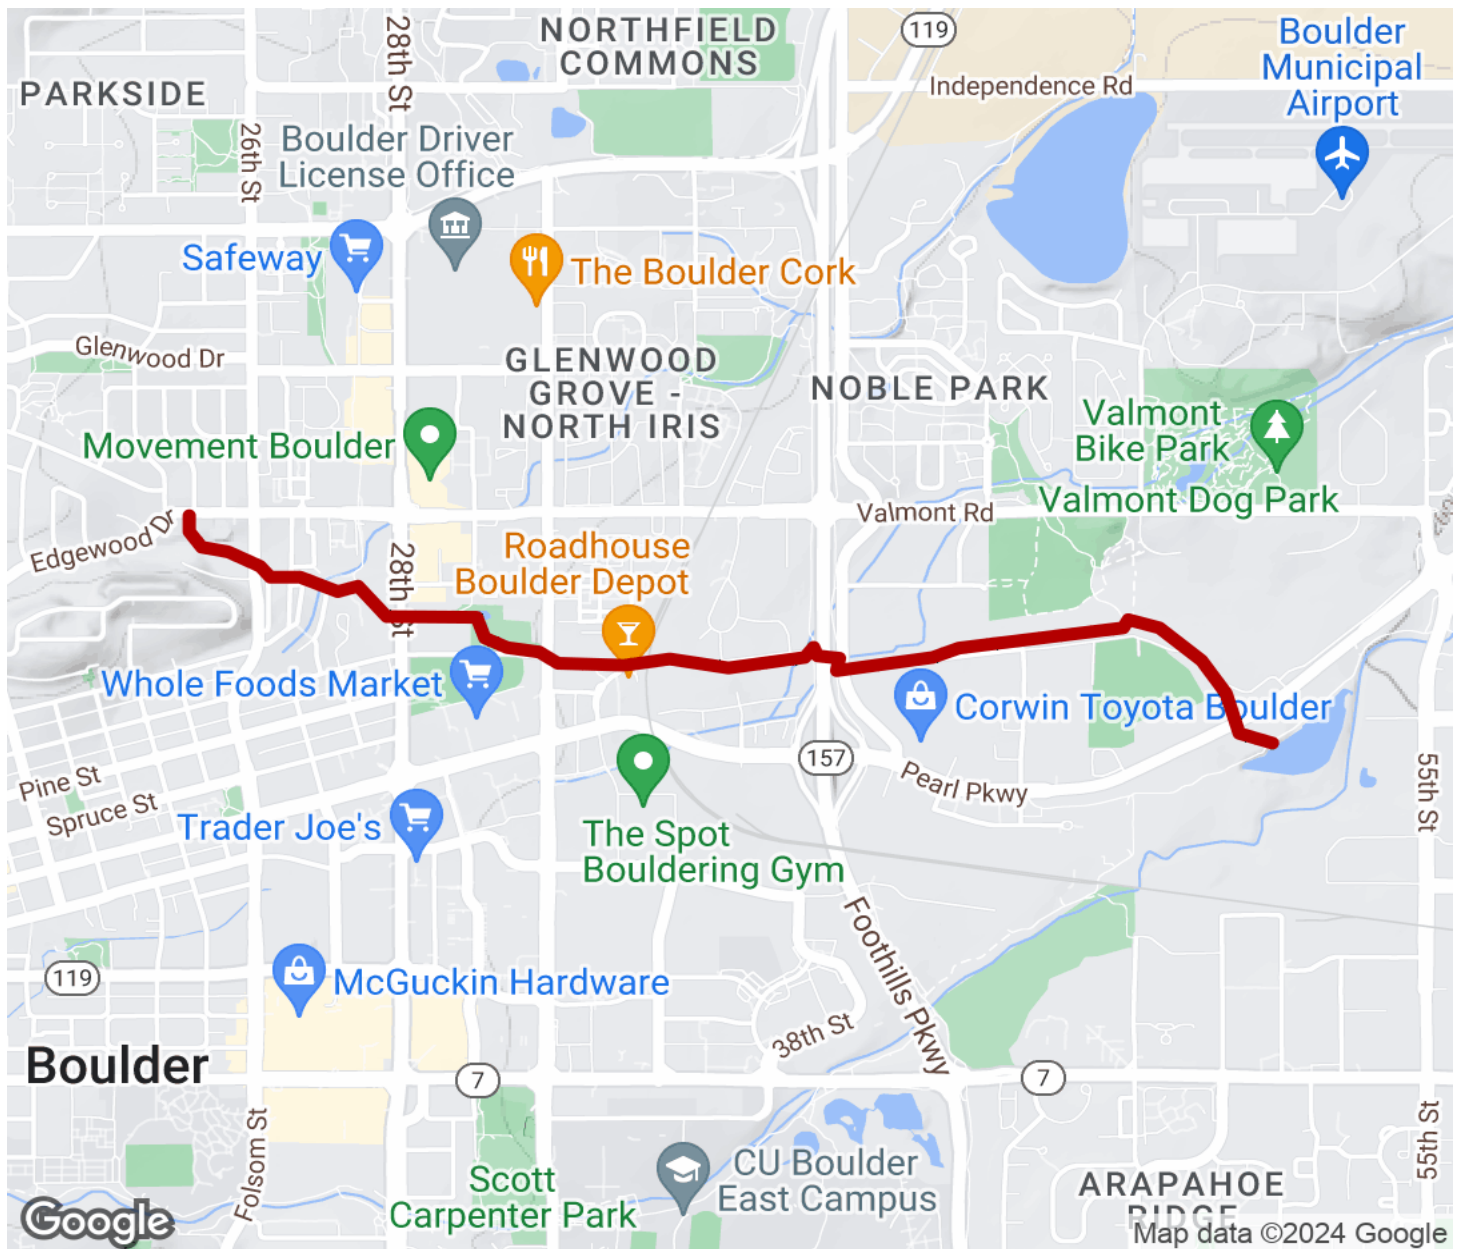 NORTHFIELD
COMMONS
119
Boulder
Municipal
Airport
Independence Rd
28th St
PARKSIDE
26th St
Boulder Driver
License Office
Safeway
The Boulder Cork
Glenwood Dr
GLENWOOD
GROVE -
NORTH IRIS
NOBLE PARK
Valmont
Bike Park
Movement Boulder
Valmont Dog Park
Valmont Rd
Edgewood Dr
Roadhouse
Boulder Depot
28th St
Whole Foods Market
Corwin Toyota Boulder
157
Pearl Pkwy
Pine St
Spruce St
55th St
Trader Joe's
The Spot
Bouldering Gym
Foothills Pkwy
119
McGuckin Hardware
38th St
Boulder
7
7
Folsom St
55th St
CU Boulder
East Campus
Scott
Carpenter Park
ARAPAHOE
RIDGE
Google
Map data ©2024 Google